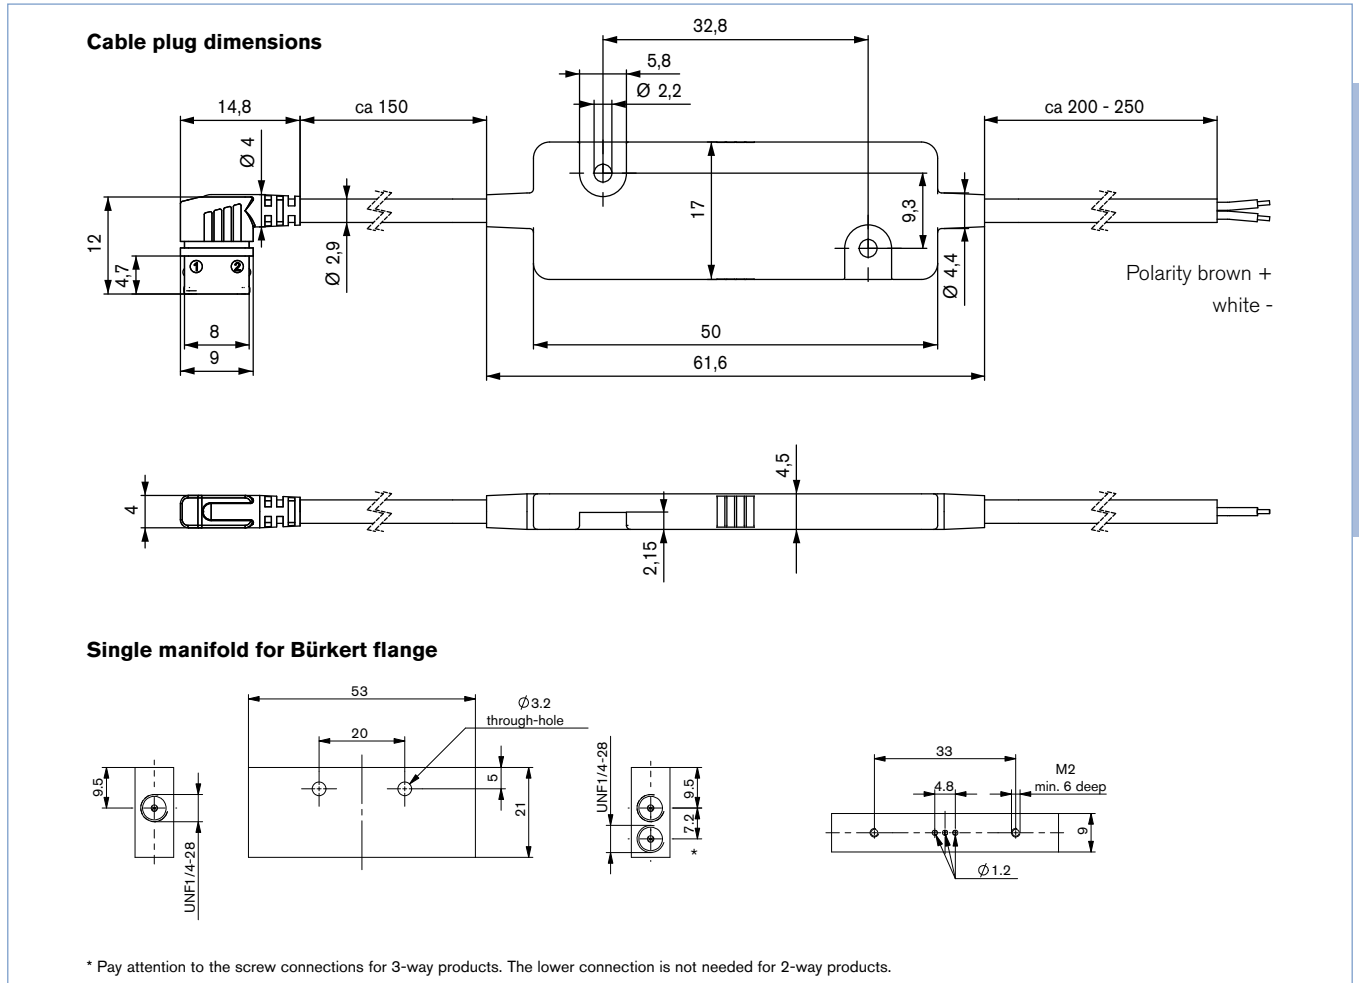 Cable plug dimensions
32,8
5,8
Ø 2,2
14,8
ca 150
ca 200 - 250
Ø 4
12
4,7
1
2
Ø 2,9
17
9,3
Ø 4,4
Polarity brown +
white -
8
9
50
61,6
4
4,5
2,15
Single manifold for Bürkert flange
53
Ø3.2
through-hole
20
9.5
UNF1/4-28
5
21
UNF1/4-28
9.5
7.2
*
33
4.8
M2
min. 6 deep
9
Ø1.2
* Pay attention to the screw connections for 3-way products. The lower connection is not needed for 2-way products.